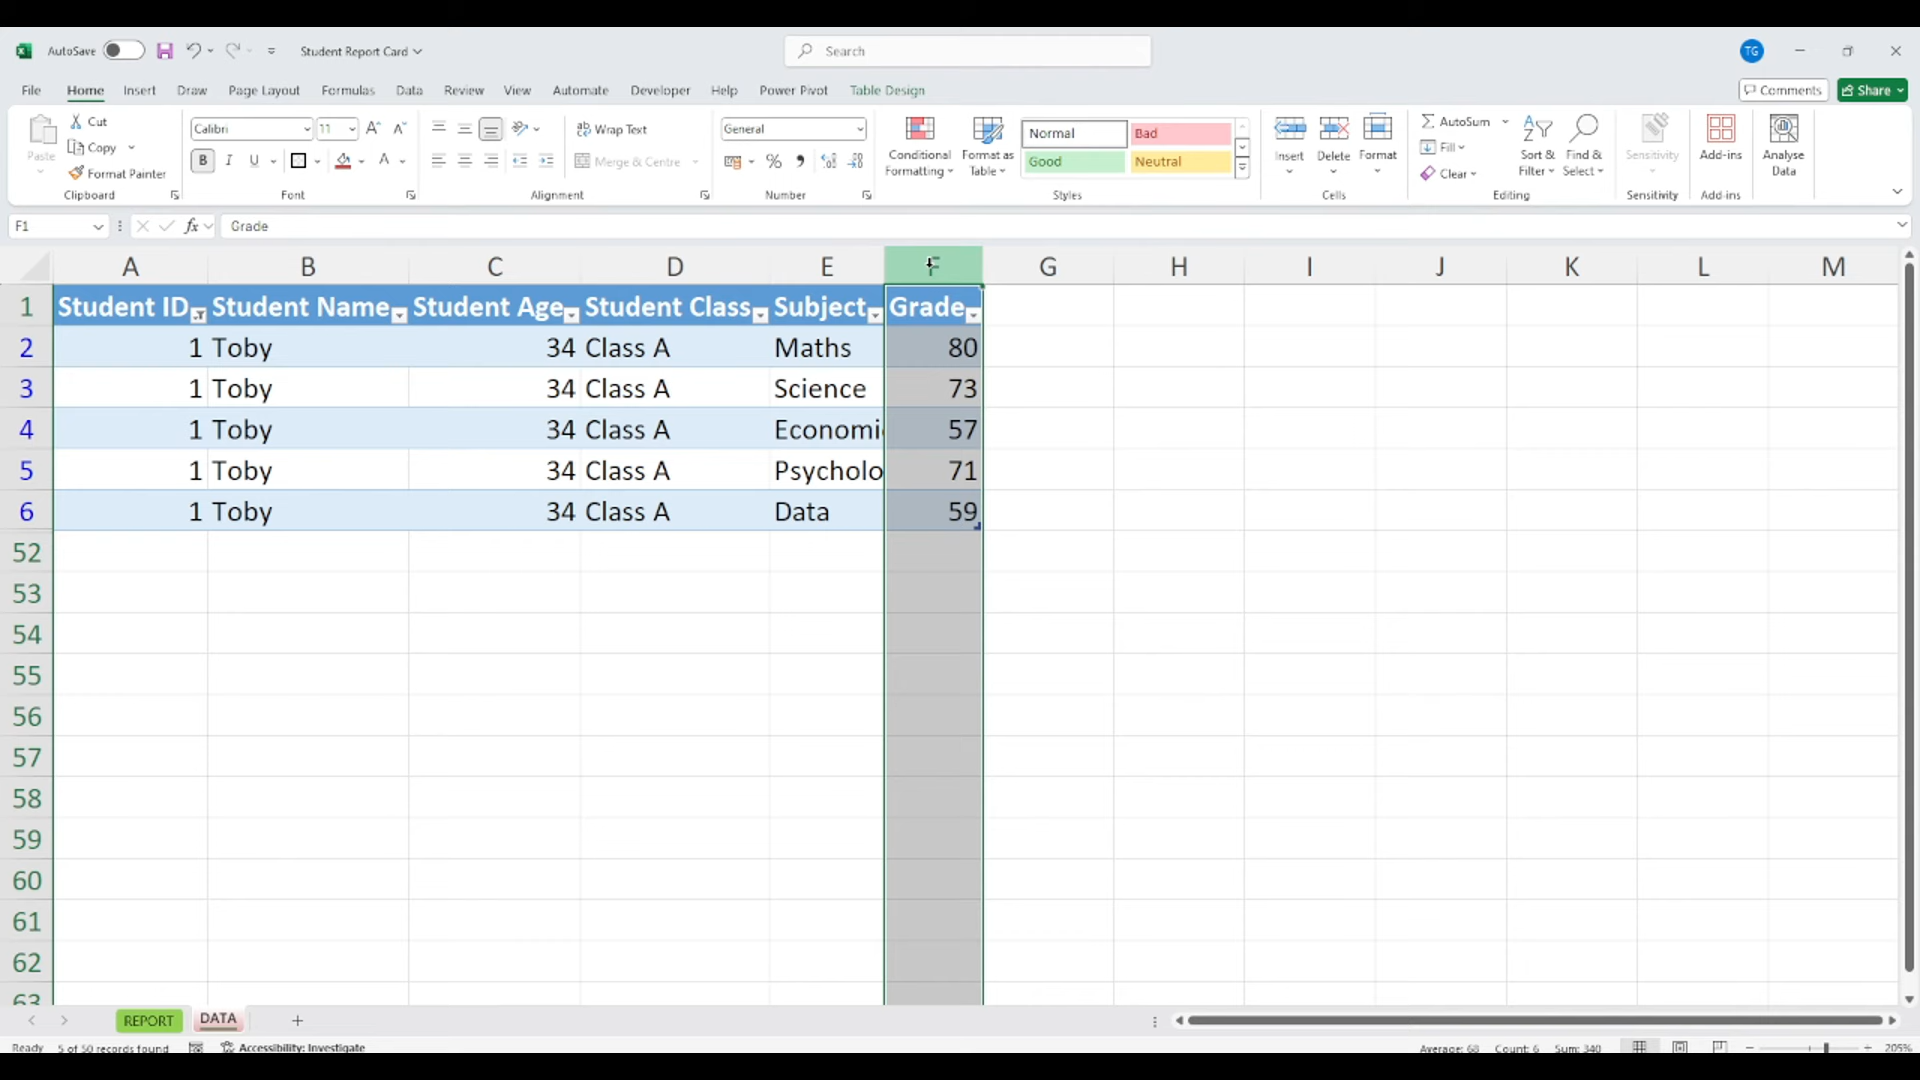 AutoSave Student Report Card Search TG
File Home Insert Draw Page Layout Formulas Data Review View Automate Developer Help Power Pivot Table Design Comments Share
Paste Cut Copy Format Painter Clipboard
Calibri 11 B I U A Font
Wrap Text Merge & Centre Alignment
General % Number
Conditional Formatting Format as Table Normal Bad Good Neutral Styles
Insert Delete Format Cells
AutoSum Fill Clear Sort & Filter Find & Select Editing
Sensitivity Sensitivity
Add-ins Add-ins
Analyse Data
F1 fx Grade
A B C D E F G H I J K L M
1 Student ID Student Name Student Age Student Class Subject Grade
2 1 Toby 34 Class A Maths 80
3 1 Toby 34 Class A Science 73
4 1 Toby 34 Class A Economi 57
5 1 Toby 34 Class A Psycholo 71
6 1 Toby 34 Class A Data 59
52
53
54
55
56
57
58
59
60
61
62
63
REPORT DATA
Ready 5 of 50 records found Accessibility: Investigate Average: 68 Count: 6 Sum: 340 205%